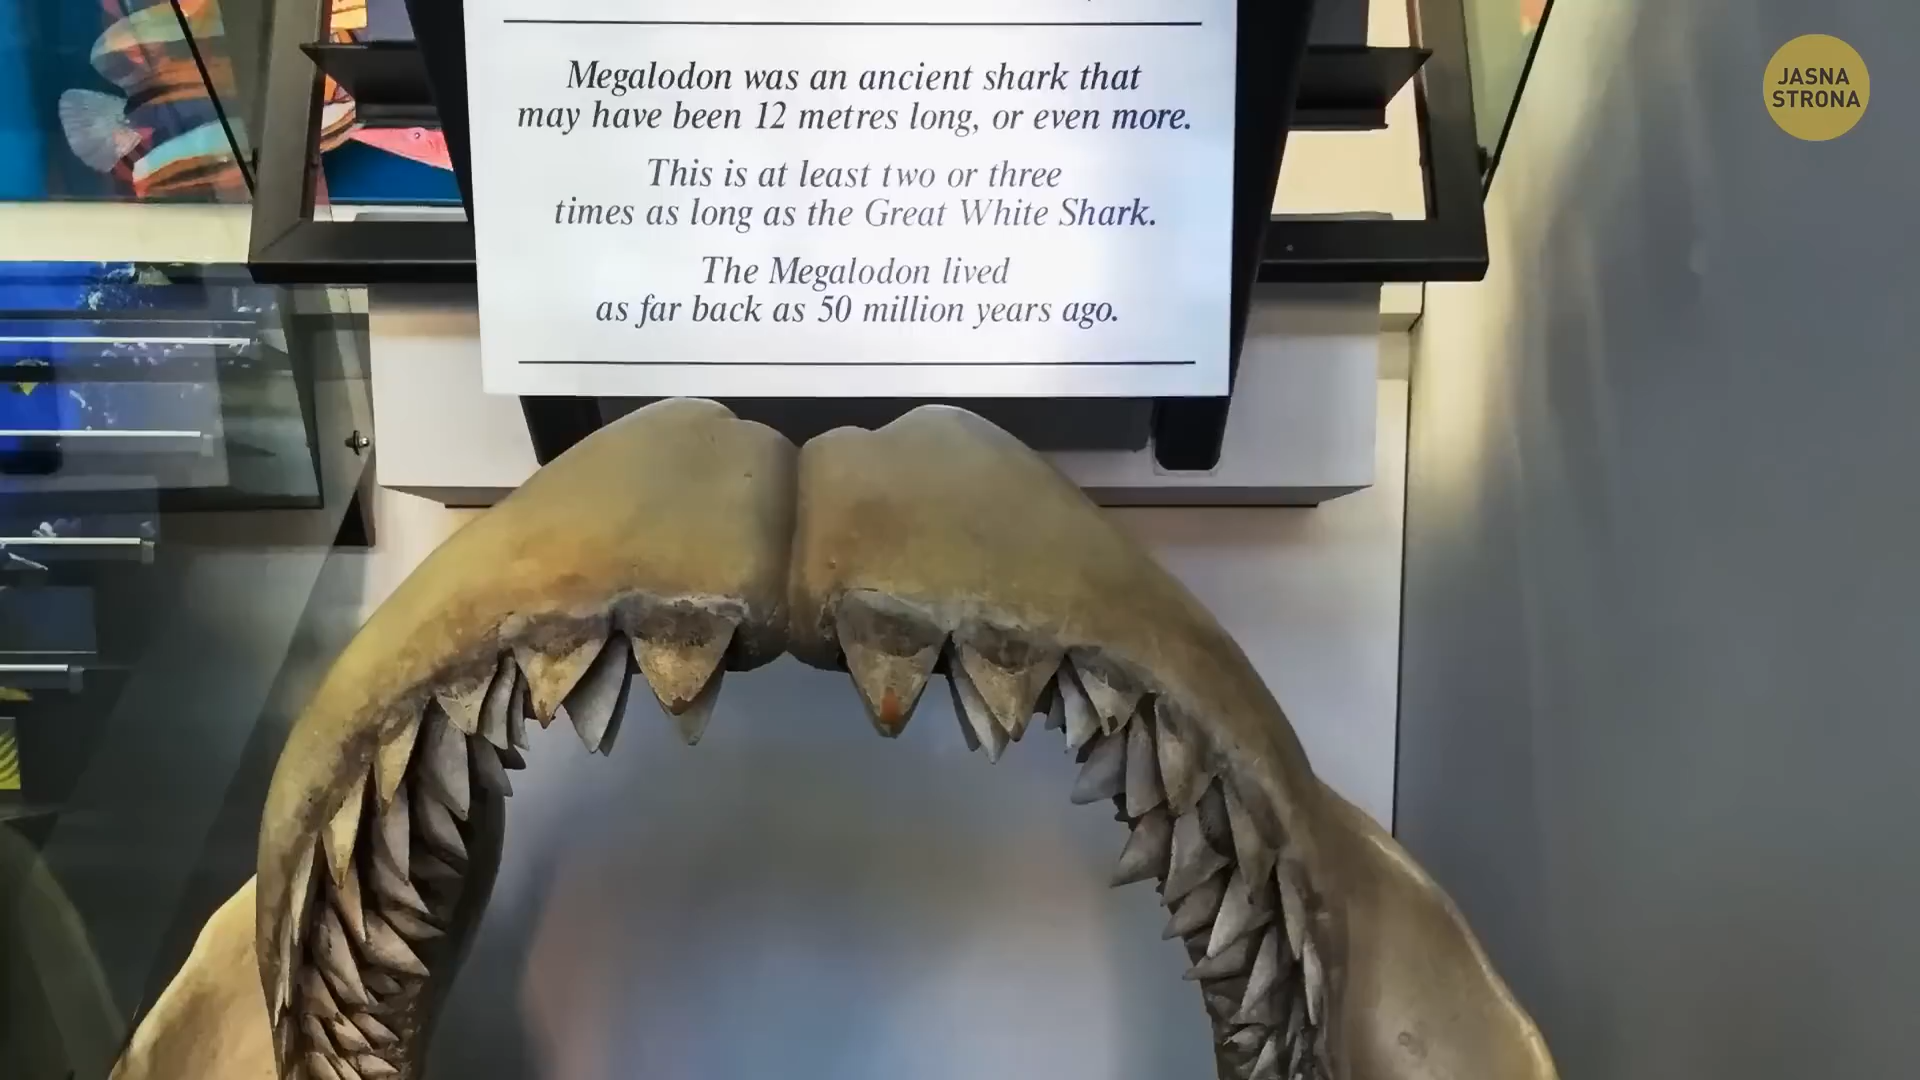 Megalodon was an ancient shark that
may have been 12 metres long, or even more.
This is at least two or three
times as long as the Great White Shark.
The Megalodon lived
as far back as 50 million years ago.
JASNA
STRONA